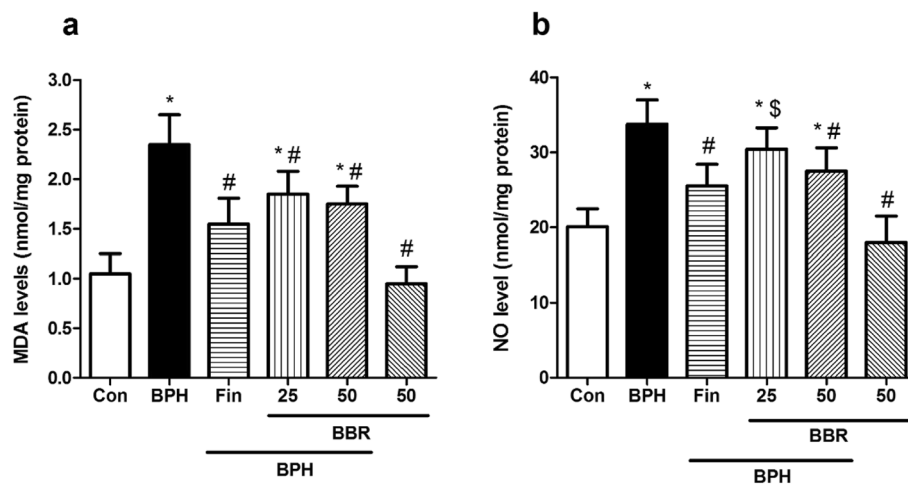 a
MDA levels (nmol/mg protein)
3.0
2.5
2.0
1.5
1.0
0.5
0.0
*
#
* #
* #
#
Con BPH Fin 25 50 50
BBR
BPH
b
NO level (nmol/mg protein)
40
30
20
10
0
*
#
* $
* #
#
Con BPH Fin 25 50 50
BBR
BPH